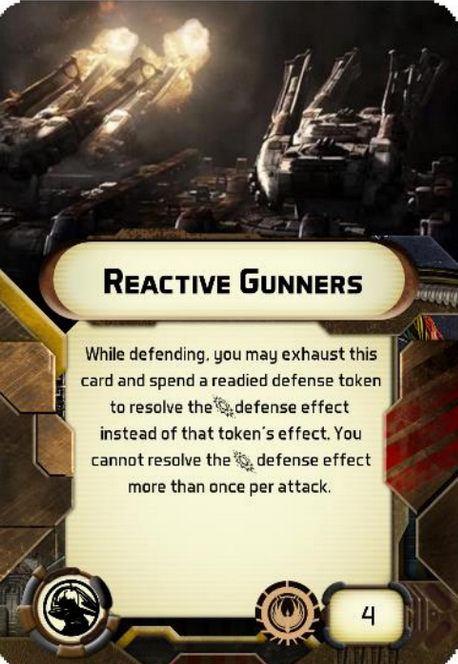 Reactive Gunners
While defending, you may exhaust this
card and spend a readied defense token
to resolve the defense effect
instead of that token's effect. You
cannot resolve the defense effect
more than once per attack.
4